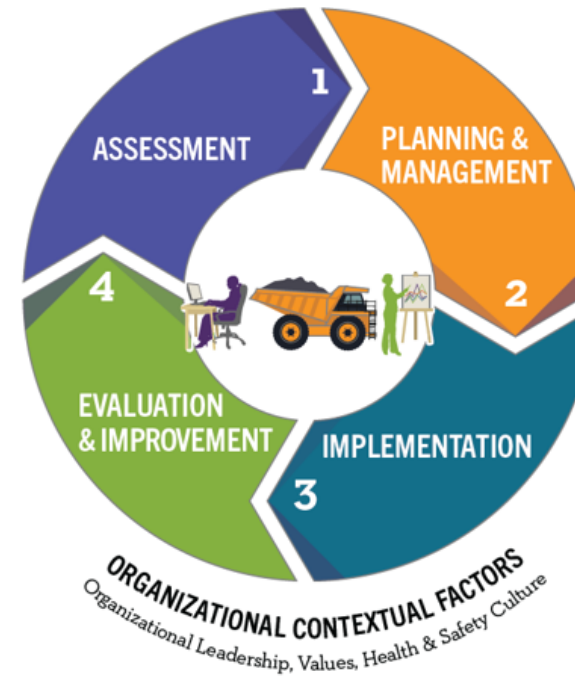 1
ASSESSMENT
PLANNING &
MANAGEMENT
2
IMPLEMENTATION
3
4
EVALUATION
& IMPROVEMENT
ORGANIZATIONAL CONTEXTUAL FACTORS
Organizational Leadership, Values, Health & Safety Culture